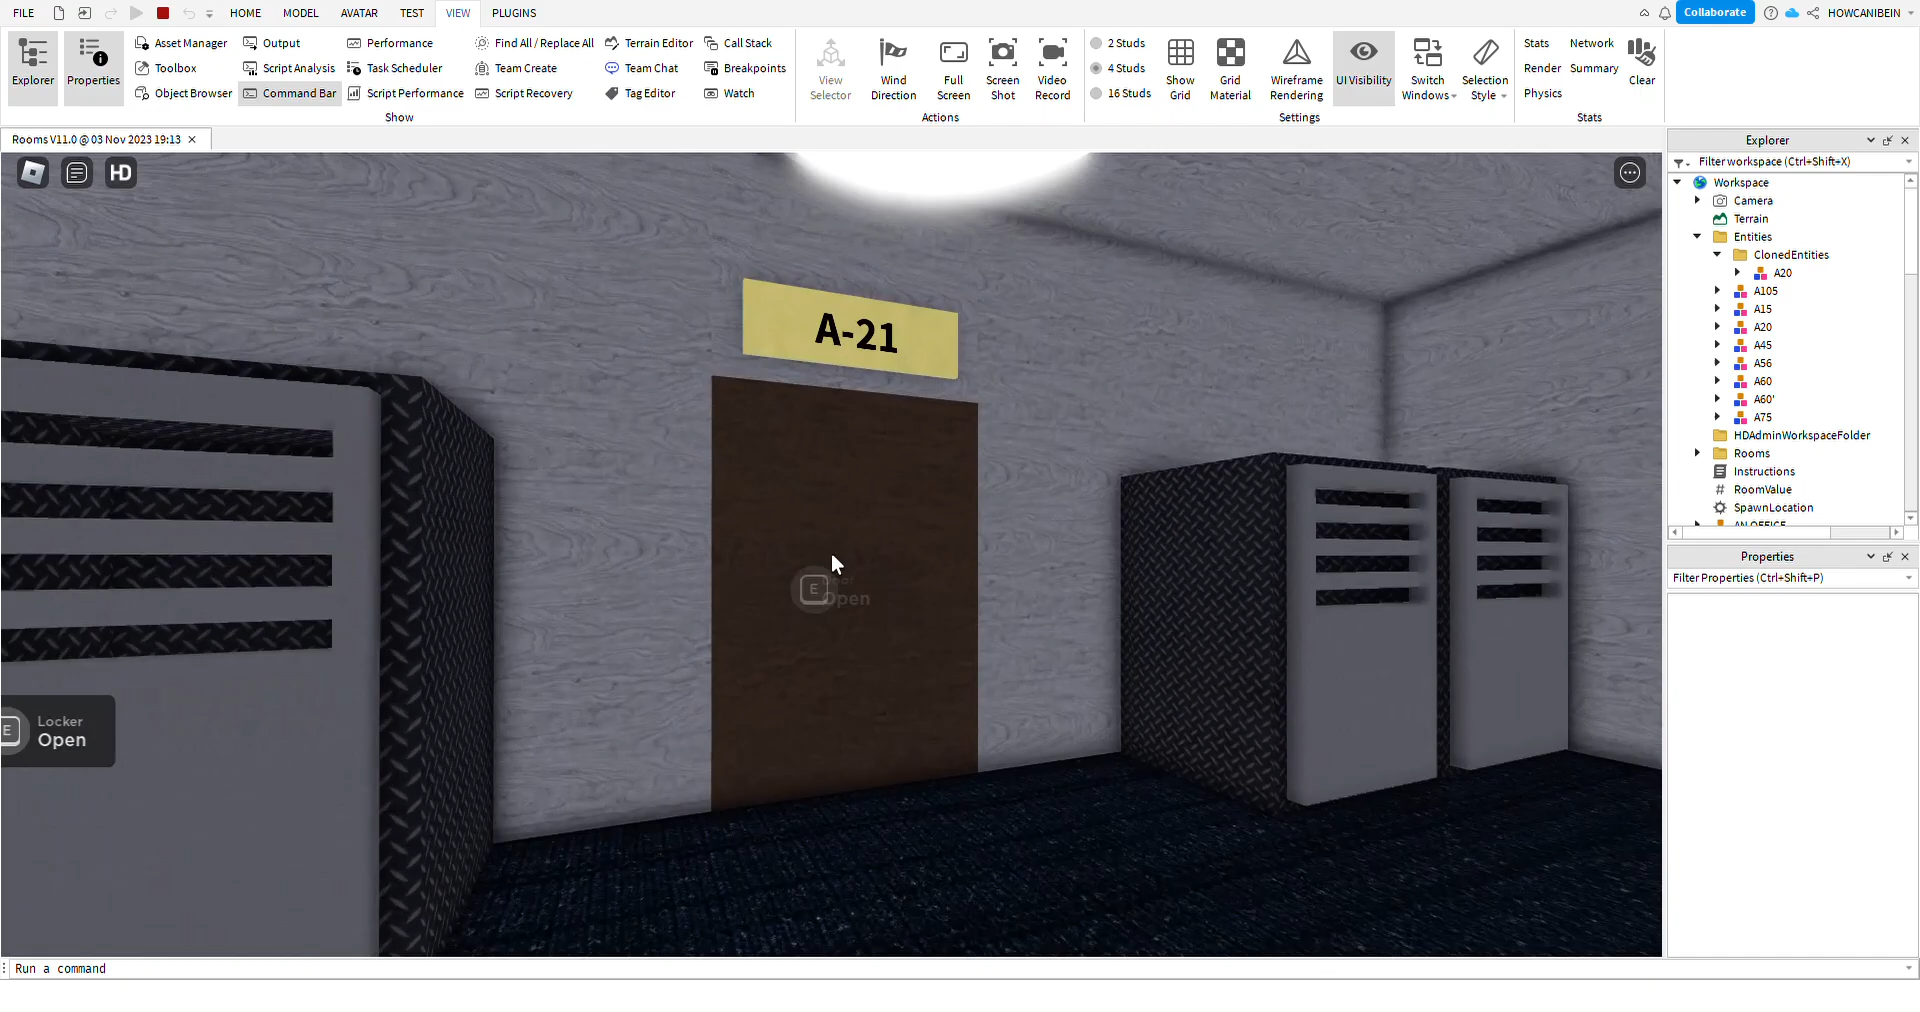 FILE HOME MODEL AVATAR TEST VIEW PLUGINS Collaborate HOWCANIBEIN
Explorer Properties
Asset Manager Output Performance Find All / Replace All Terrain Editor Call Stack
Toolbox Script Analysis Task Scheduler Team Create Team Chat Breakpoints
Object Browser Command Bar Script Performance Script Recovery Tag Editor Watch
Show
View Selector Wind Direction Full Screen Screen Shot Video Record
Actions
2 Studs
4 Studs
16 Studs
Show Grid Grid Material Wireframe Rendering UI Visibility Switch Windows Selection Style
Settings
Stats Network
Render Summary
Physics
Clear
Stats
Rooms V11.0 @ 03 Nov 2023 19:13
HD
A-21
E
Open
E
Locker
Open
Explorer
Filter workspace (Ctrl+Shift+X)
Workspace
Camera
Terrain
Entities
ClonedEntities
A20
A105
A15
A20
A45
A56
A60
A60'
A75
HDAdminWorkspaceFolder
Rooms
Instructions
RoomValue
SpawnLocation
AN OFFICE
Properties
Filter Properties (Ctrl+Shift+P)
Run a command